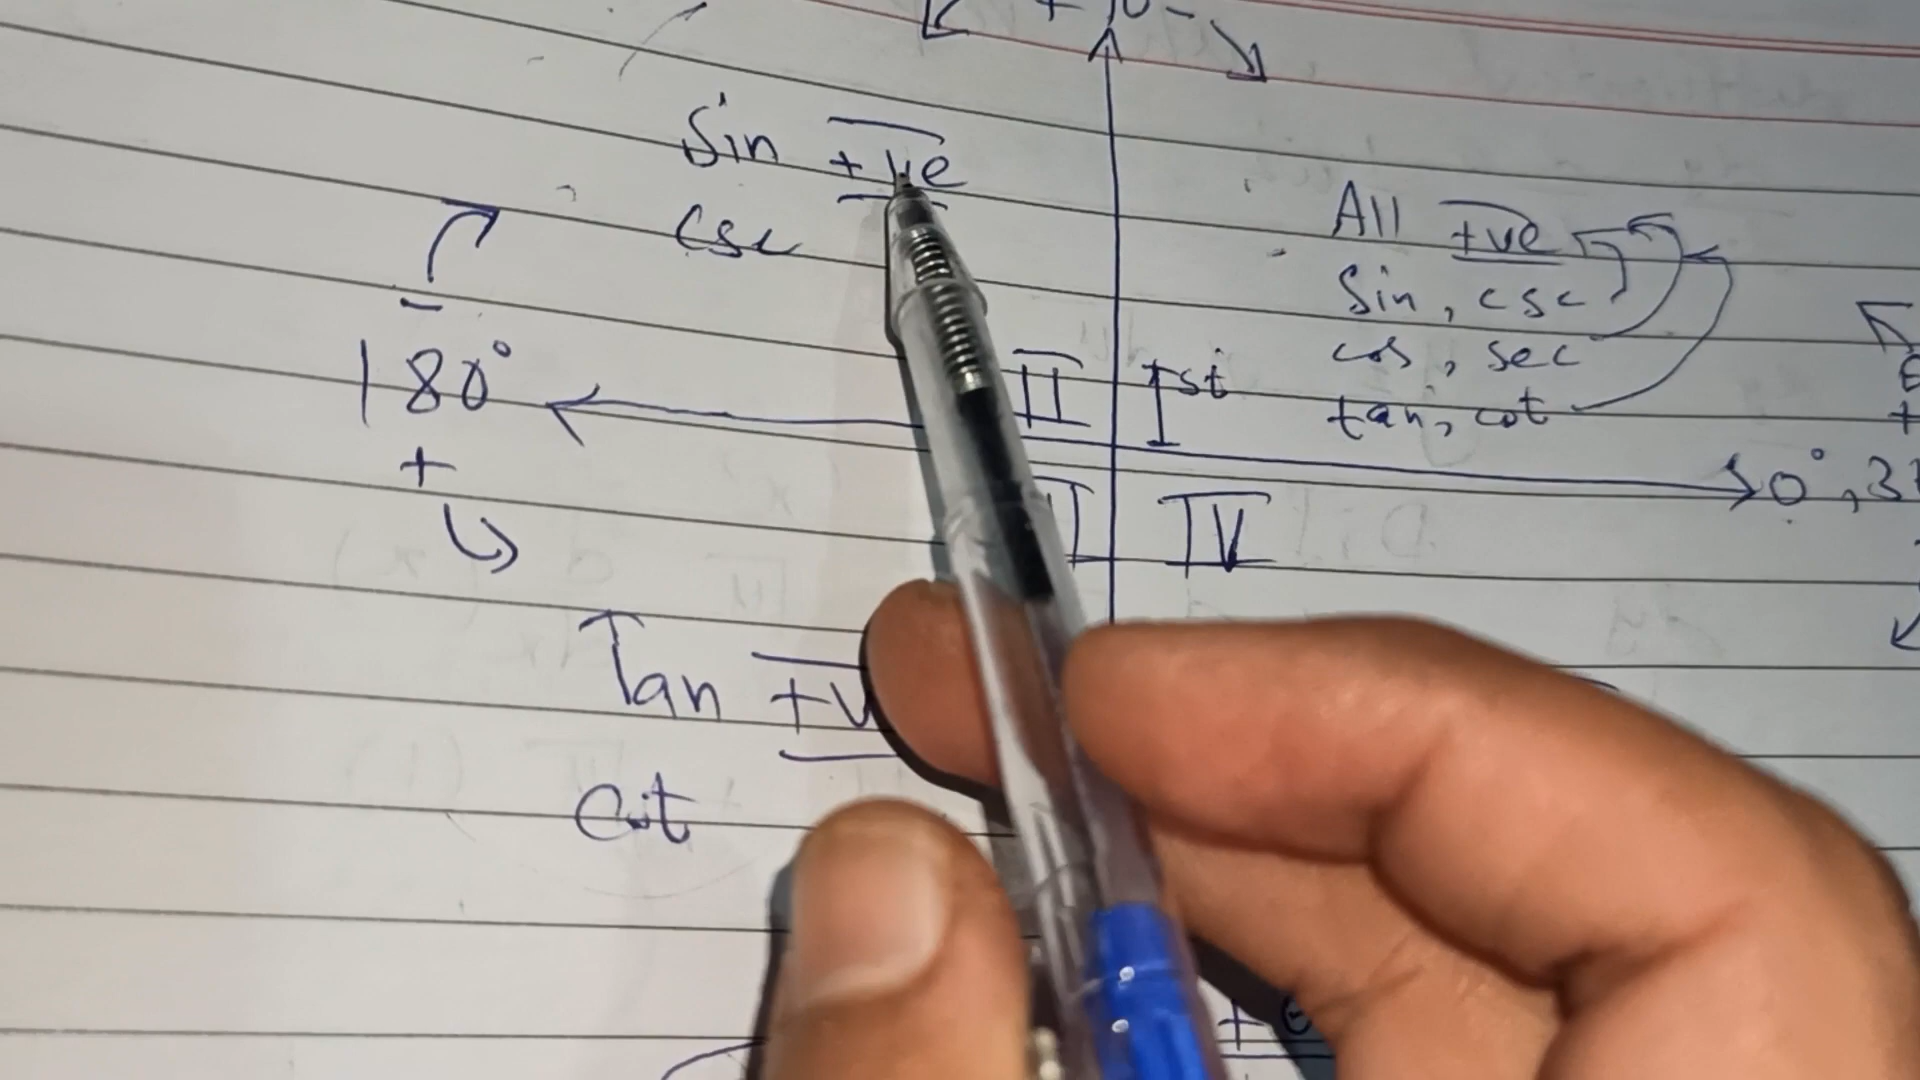 Sin +ve
csc
All +ve
Sin, csc
cos, sec
tan, cot
-
180°
+
II Ist
IV
0°, 3
Tan +v
Cot